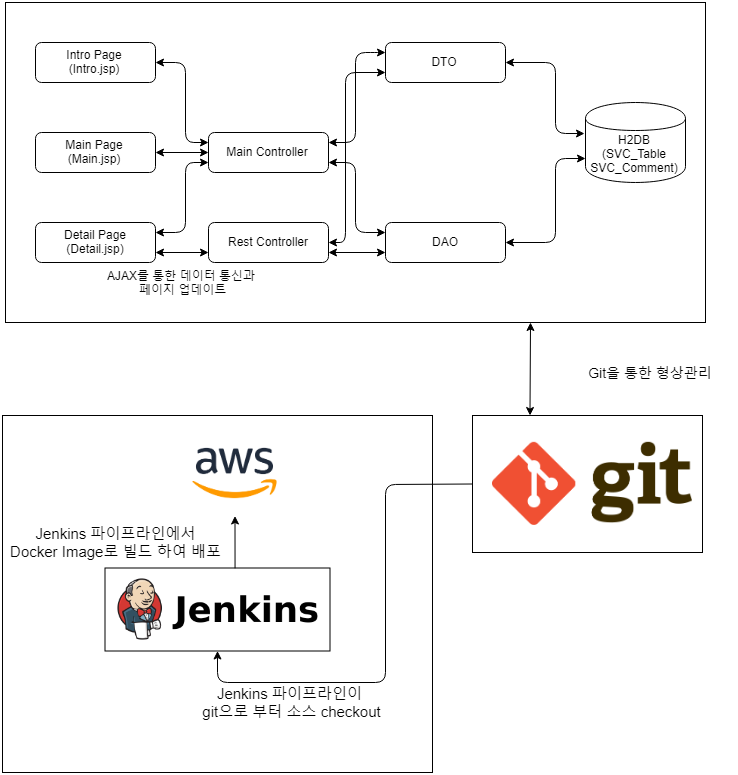 Intro Page
(Intro.jsp)
DTO
Main Page
(Main.jsp)
Main Controller
H2DB
(SVC_Table
SVC_Comment)
Detail Page
(Detail.jsp)
Rest Controller
DAO
AJAX를 통한 데이터 통신과
페이지 업데이트
Git을 통한 형상관리
aws
git
Jenkins 파이프라인에서
Docker Image로 빌드 하여 배포
Jenkins
Jenkins 파이프라인이
git으로 부터 소스 checkout